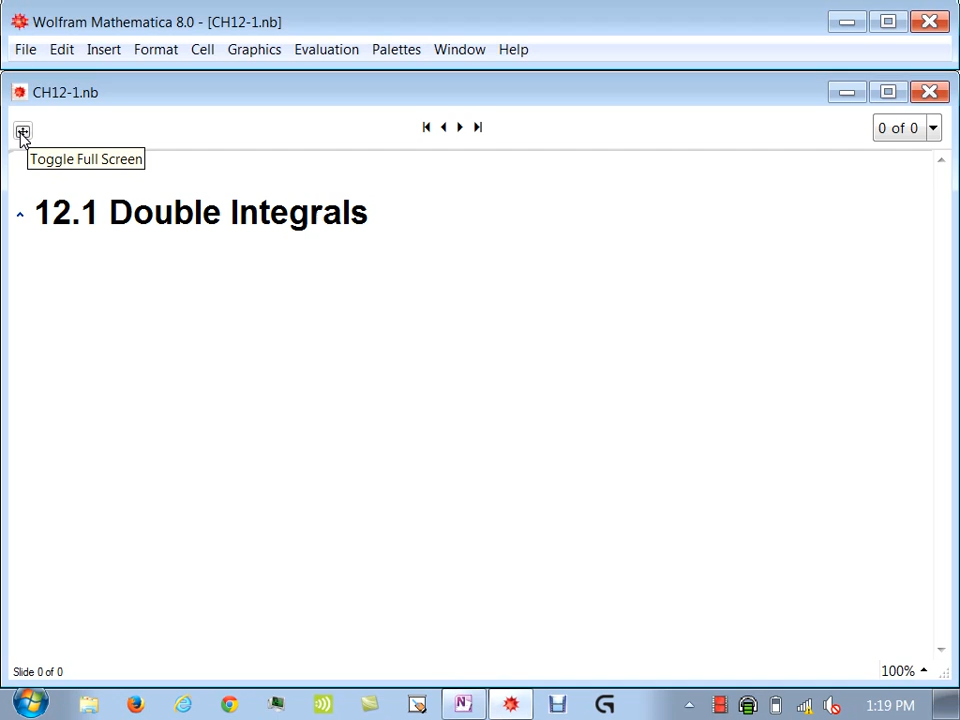 Wolfram Mathematica 8.0 - [CH12-1.nb]
File Edit Insert Format Cell Graphics Evaluation Palettes Window Help
CH12-1.nb
0 of 0
Toggle Full Screen
12.1 Double Integrals
Slide 0 of 0
100%
1:19 PM